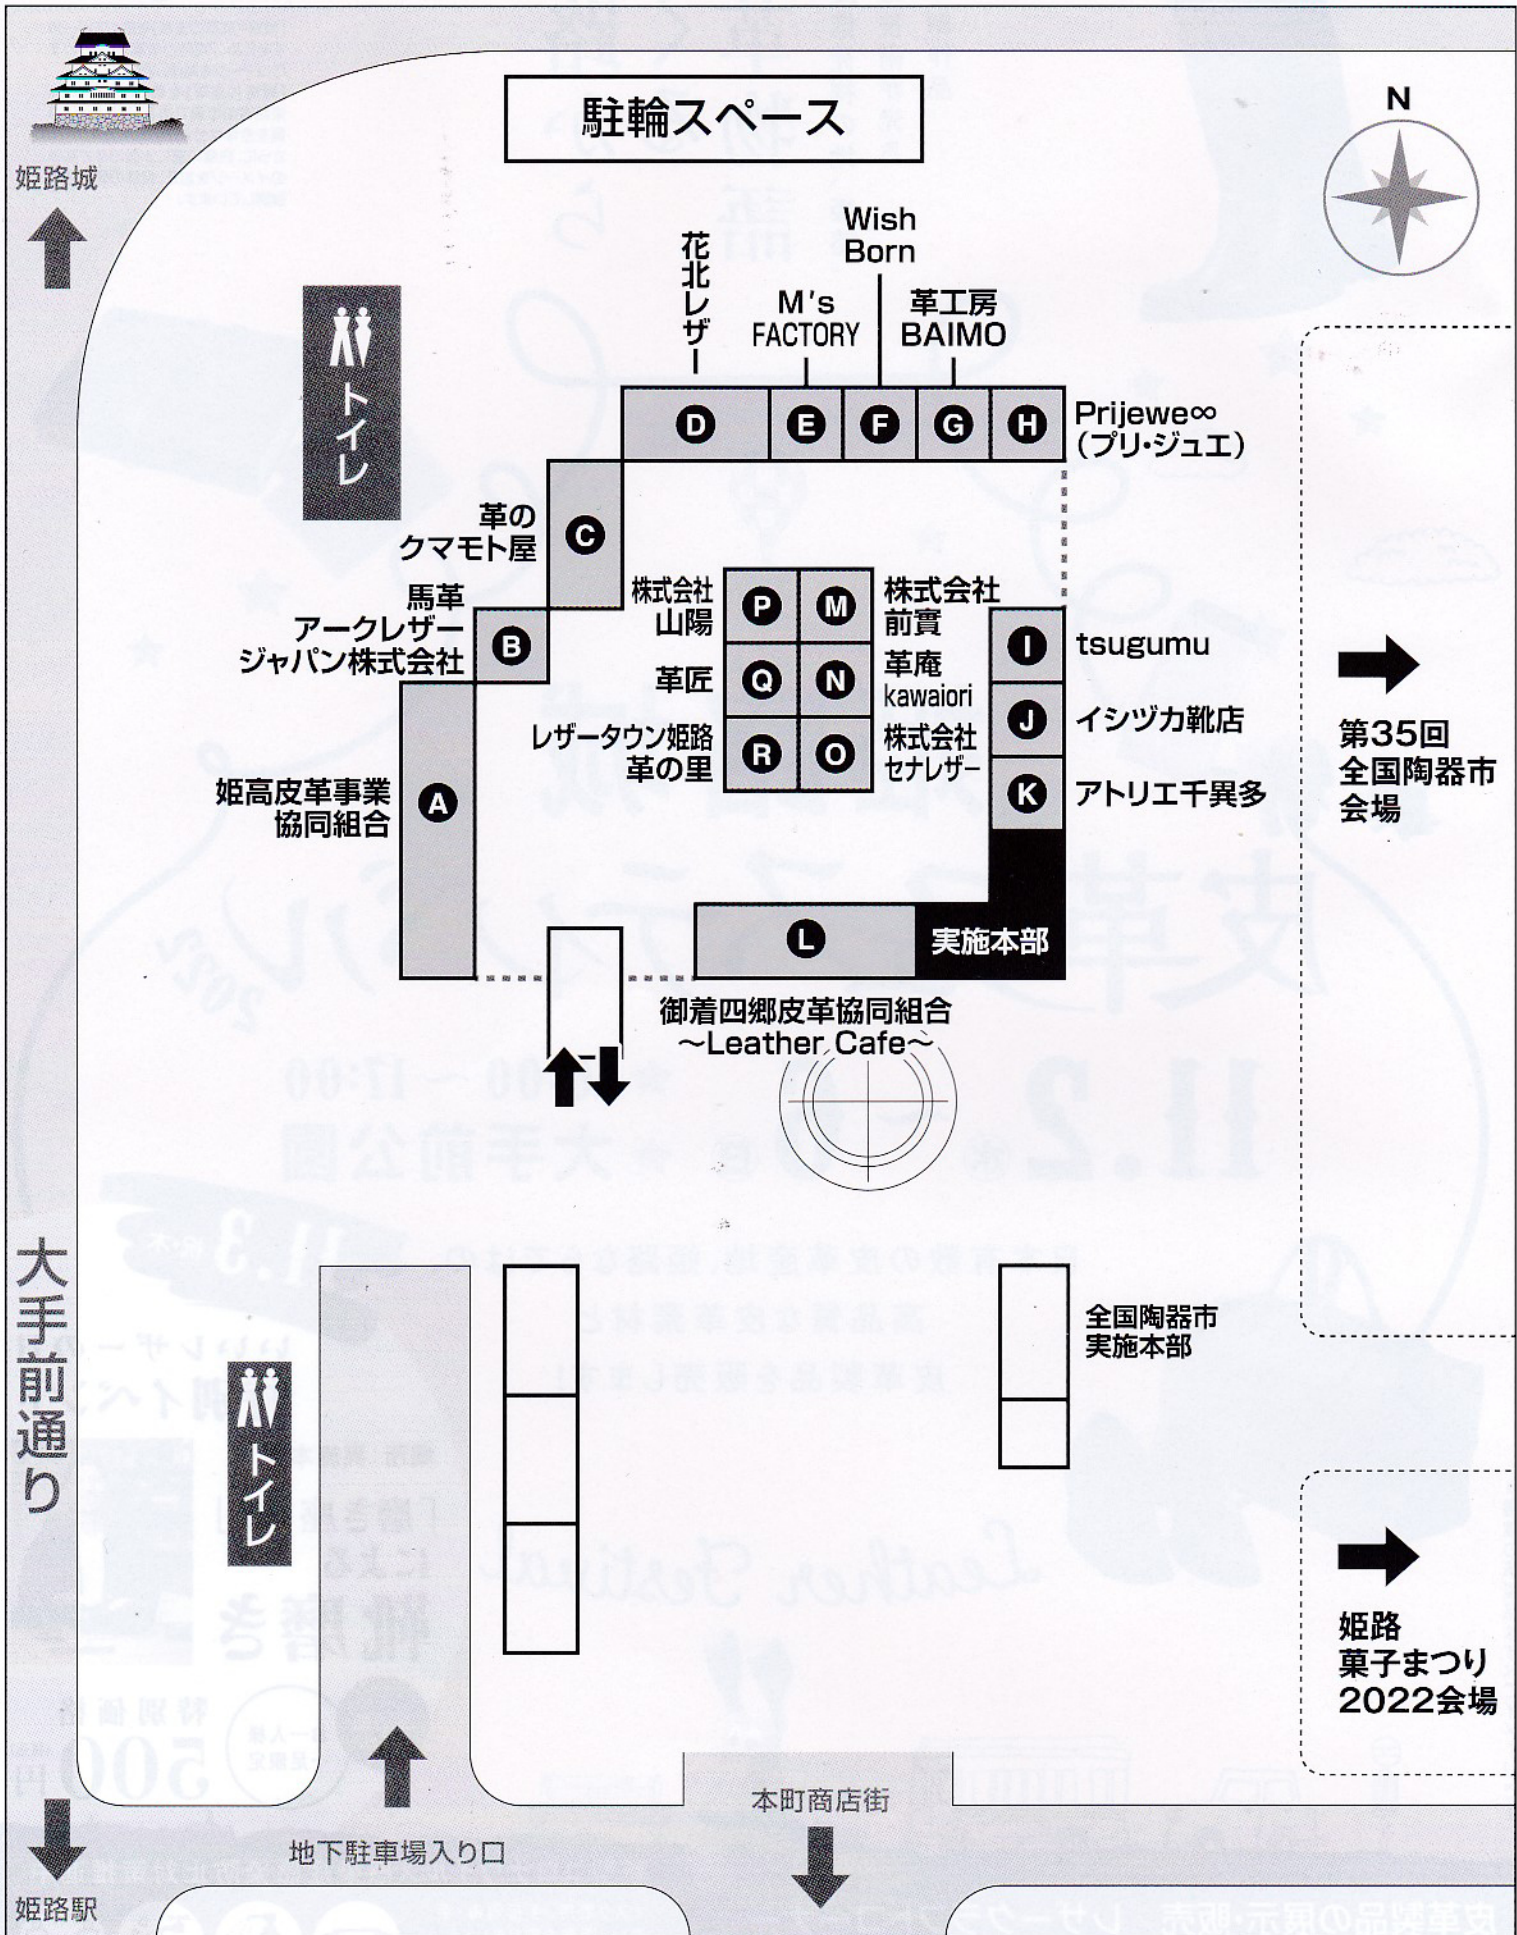 駐輪スペース
N
姫路城
トイレ
花北レザー
M's
FACTORY
Wish
Born
革工房
BAIMO
D
E
F
G
H
Prijewe∞
(プリ・ジュエ)
革の
クマモト屋
C
馬革
アークレザー
ジャパン株式会社
B
姫高皮革事業
協同組合
A
株式会社
山陽
P
M
株式会社
前實
革匠
Q
N
革庵
kawaiori
レザータウン姫路
革の里
R
O
株式会社
セナレザー
I
tsugumu
J
イシヅカ靴店
K
アトリエ千異多
L
実施本部
御着四郷皮革協同組合
～Leather Cafe～
第35回
全国陶器市
会場
大手前通り
トイレ
全国陶器市
実施本部
姫路
菓子まつり
2022会場
本町商店街
地下駐車場入り口
姫路駅